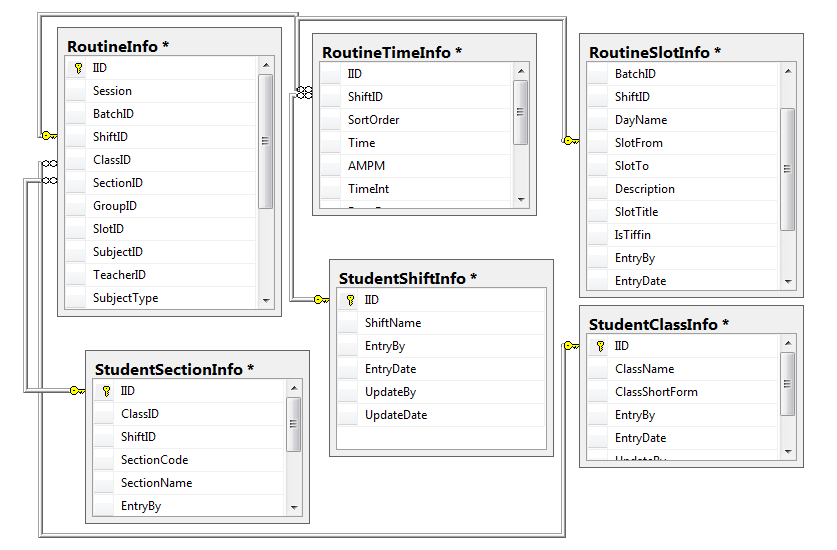 RoutineInfo *
IID
Session
BatchID
ShiftID
ClassID
SectionID
GroupID
SlotID
SubjectID
TeacherID
SubjectType
RoutineTimeInfo *
IID
ShiftID
SortOrder
Time
AMPM
TimeInt
RoutineSlotInfo *
BatchID
ShiftID
DayName
SlotFrom
SlotTo
Description
SlotTitle
IsTiffin
EntryBy
EntryDate
StudentShiftInfo *
IID
ShiftName
EntryBy
EntryDate
UpdateBy
UpdateDate
StudentClassInfo *
IID
ClassName
ClassShortForm
EntryBy
EntryDate
UpdateBy
StudentSectionInfo *
IID
ClassID
ShiftID
SectionCode
SectionName
EntryBy